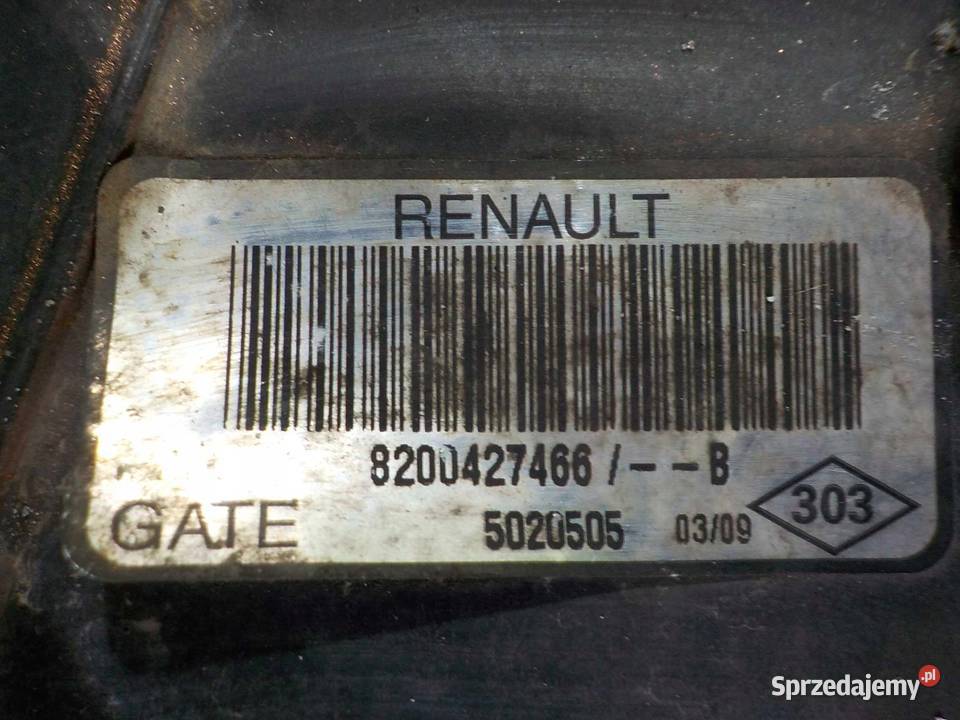 RENAULT
8200427466 / - - B
GATE 5020505 03/09 303
Sprzedajemy.pl